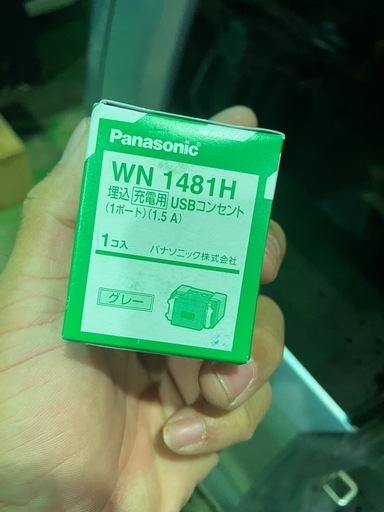 Panasonic
WN 1481H
埋込 充電用 USBコンセント
(1ポート)(1.5 A)
1コ入
パナソニック株式会社
グレー